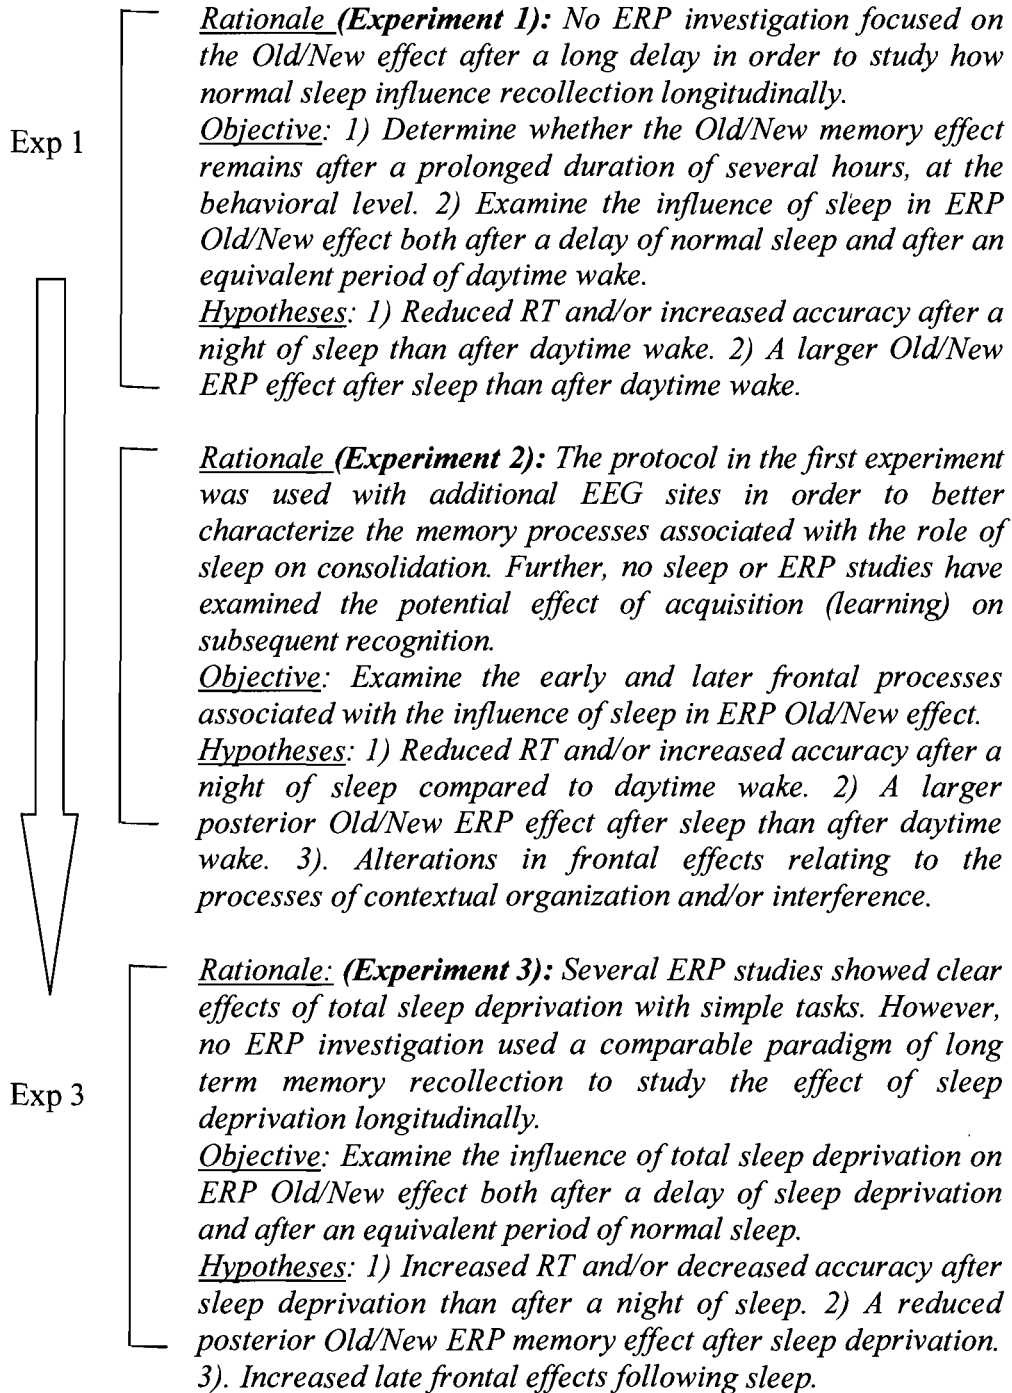 Rationale (Experiment 1): No ERP investigation focused on
the Old/New effect after a long delay in order to study how
normal sleep influence recollection longitudinally.
Exp 1
Objective: 1) Determine whether the Old/New memory effect
remains after a prolonged duration of several hours, at the
behavioral level. 2) Examine the influence of sleep in ERP
Old/New effect both after a delay of normal sleep and after an
equivalent period of daytime wake.
Hypotheses: 1) Reduced RT and/or increased accuracy after a
night of sleep than after daytime wake. 2) A larger Old/New
ERP effect after sleep than after daytime wake.
Rationale (Experiment 2): The protocol in the first experiment
was used with additional EEG sites in order to better
characterize the memory processes associated with the role of
sleep on consolidation. Further, no sleep or ERP studies have
examined the potential effect of acquisition (learning) on
subsequent recognition.
Objective: Examine the early and later frontal processes
associated with the influence of sleep in ERP Old/New effect.
Hypotheses: 1) Reduced RT and/or increased accuracy after a
night of sleep compared to daytime wake. 2) A larger
posterior Old/New ERP effect after sleep than after daytime
wake. 3). Alterations in frontal effects relating to the
processes of contextual organization and/or interference.
Rationale: (Experiment 3): Several ERP studies showed clear
effects of total sleep deprivation with simple tasks. However,
no ERP investigation used a comparable paradigm of long
Exp 3
term memory recollection to study the effect of sleep
deprivation longitudinally.
Objective: Examine the influence of total sleep deprivation on
ERP Old/New effect both after a delay of sleep deprivation
and after an equivalent period of normal sleep.
Hypotheses: 1) Increased RT and/or decreased accuracy after
sleep deprivation than after a night of sleep. 2) A reduced
posterior Old/New ERP memory effect after sleep deprivation.
3). Increased late frontal effects following sleep.